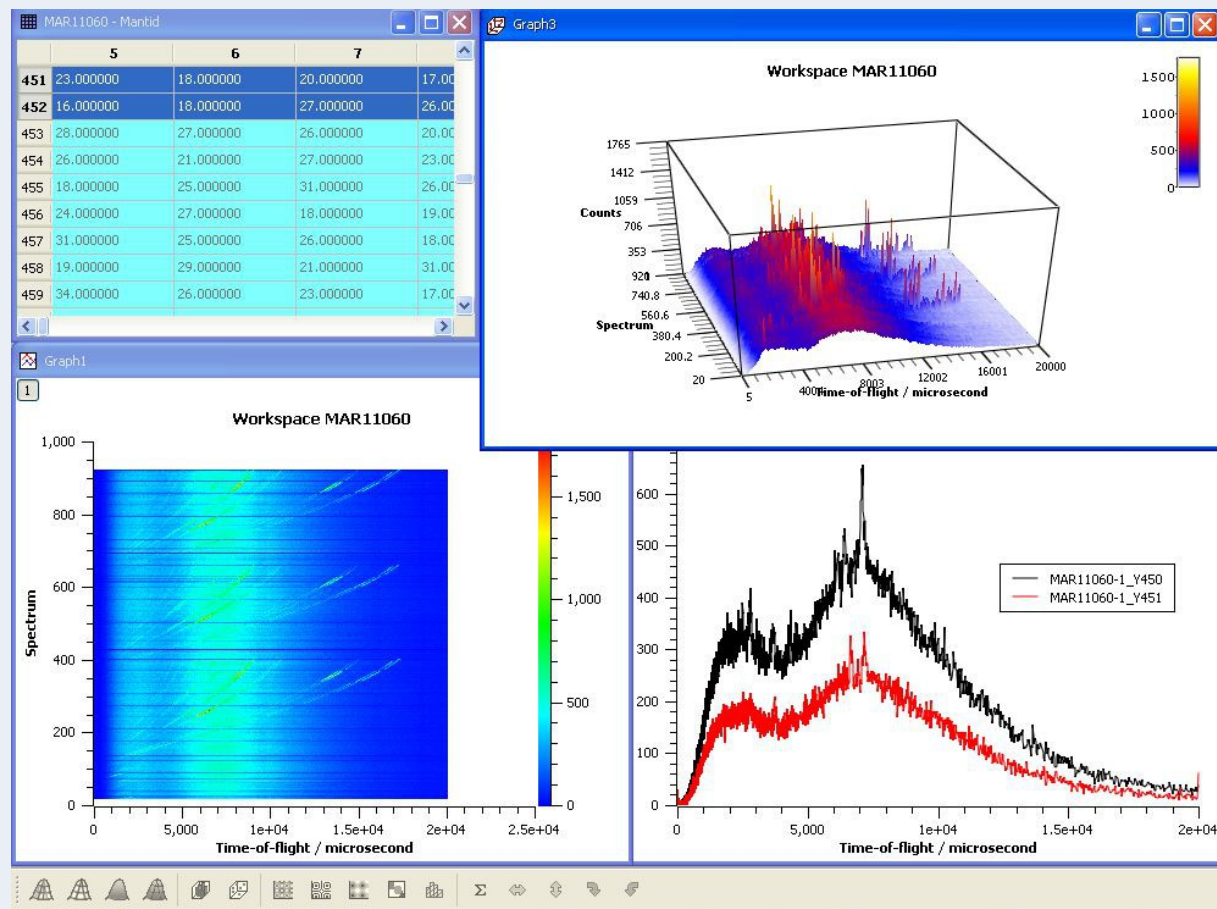 MAR11060 - Mantid
5 6 7
451 23.000000 18.000000 20.000000 17.00
452 16.000000 18.000000 27.000000 26.00
453 28.000000 27.000000 26.000000 20.00
454 26.000000 21.000000 27.000000 23.00
455 18.000000 25.000000 31.000000 26.00
456 24.000000 27.000000 18.000000 19.00
457 31.000000 25.000000 26.000000 18.00
458 19.000000 29.000000 21.000000 31.00
459 34.000000 26.000000 23.000000 17.00
Graph3
Workspace MAR11060
1500
1000
500
0
1765
1412
1059
Counts
706
353
920
740.8
560.6
Spectrum
380.4
200.2
20
5 4004 8003 12002 16001 20000
Time-of-flight / microsecond
Graph1
1
Workspace MAR11060
1,000
800
600
400
200
0
Spectrum
0 5,000 1e+04 1.5e+04 2e+04 2.5e+04
Time-of-flight / microsecond
1,500
1,000
500
0
600
500
400
300
200
100
0
MAR11060-1_Y450
MAR11060-1_Y451
0 5,000 1e+04 1.5e+04 2e+04
Time-of-flight / microsecond
Σ